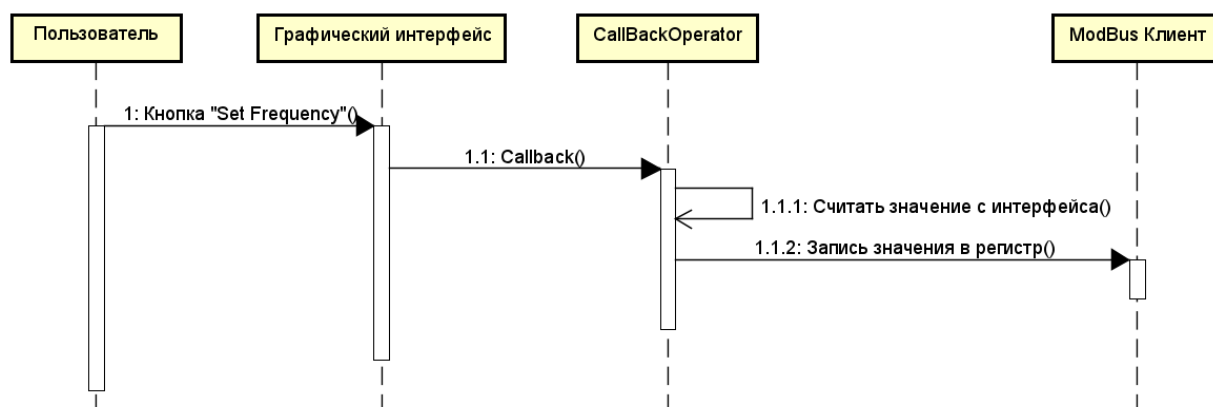 Пользователь
Графический интерфейс
CallBackOperator
ModBus Клиент
1: Кнопка "Set Frequency"()
1.1: Callback()
1.1.1: Считать значение с интерфейса()
1.1.2: Запись значения в регистр()